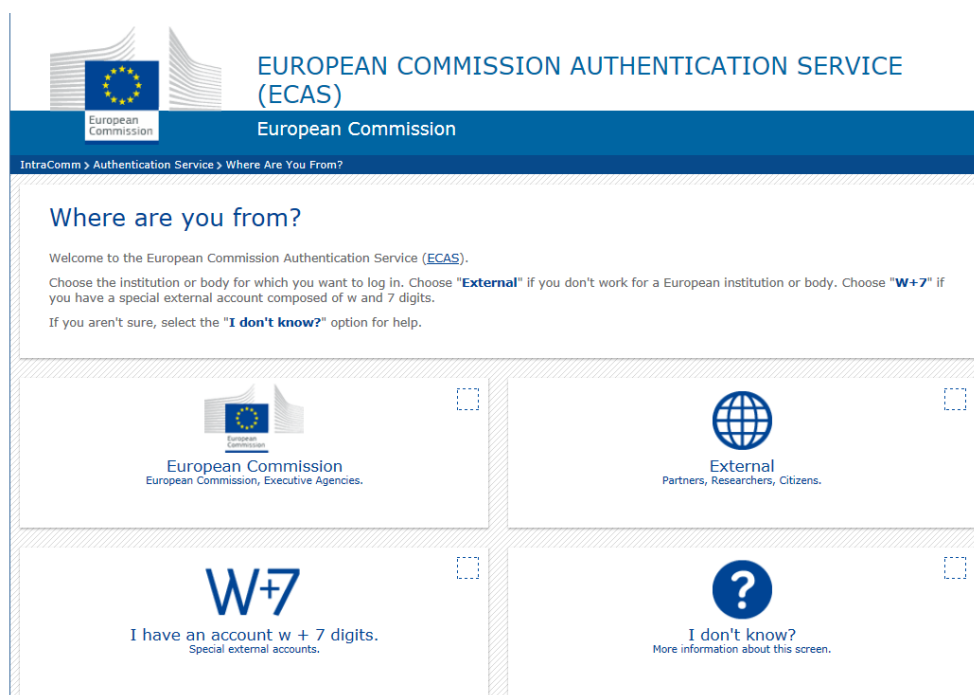 EUROPEAN COMMISSION AUTHENTICATION SERVICE
(ECAS)
European
Commission
European Commission
IntraComm > Authentication Service > Where Are You From?
Where are you from?
Welcome to the European Commission Authentication Service (ECAS).
Choose the institution or body for which you want to log in. Choose "External" if you don't work for a European institution or body. Choose "W+7" if
you have a special external account composed of w and 7 digits.
If you aren't sure, select the "I don't know?" option for help.
European
Commission
European Commission
European Commission, Executive Agencies.
External
Partners, Researchers, Citizens.
W+7
I have an account w + 7 digits.
Special external accounts.
?
I don't know?
More information about this screen.